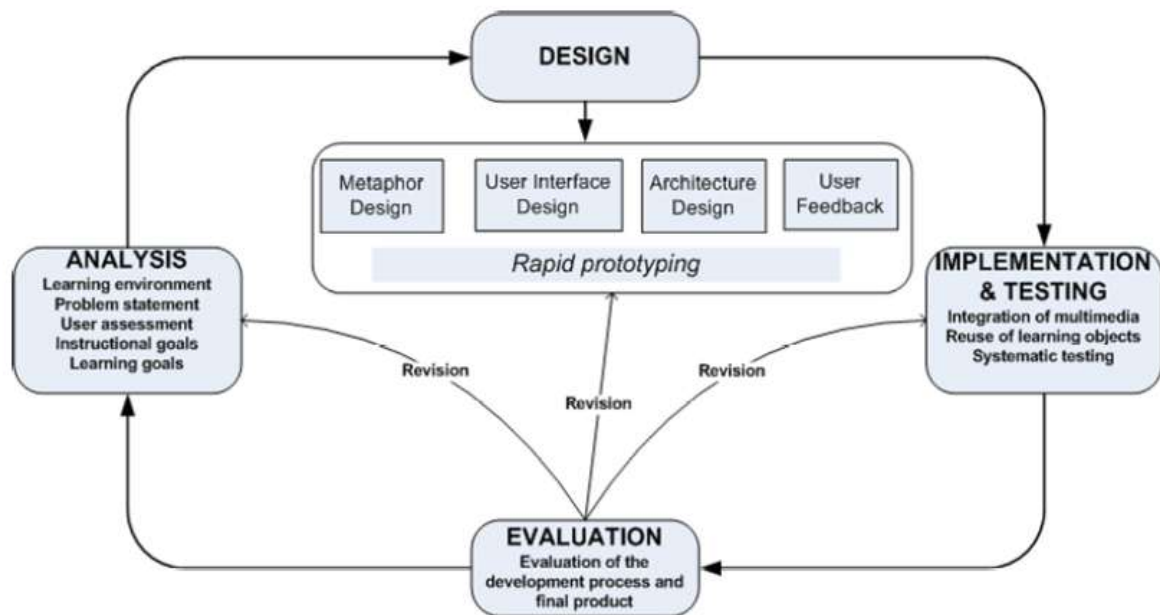 DESIGN
Metaphor
Design
User Interface
Design
Architecture
Design
User
Feedback
Rapid prototyping
ANALYSIS
Learning environment
Problem statement
User assessment
Instructional goals
Learning goals
IMPLEMENTATION
& TESTING
Integration of multimedia
Reuse of learning objects
Systematic testing
Revision
Revision
Revision
EVALUATION
Evaluation of the
development process and
final product